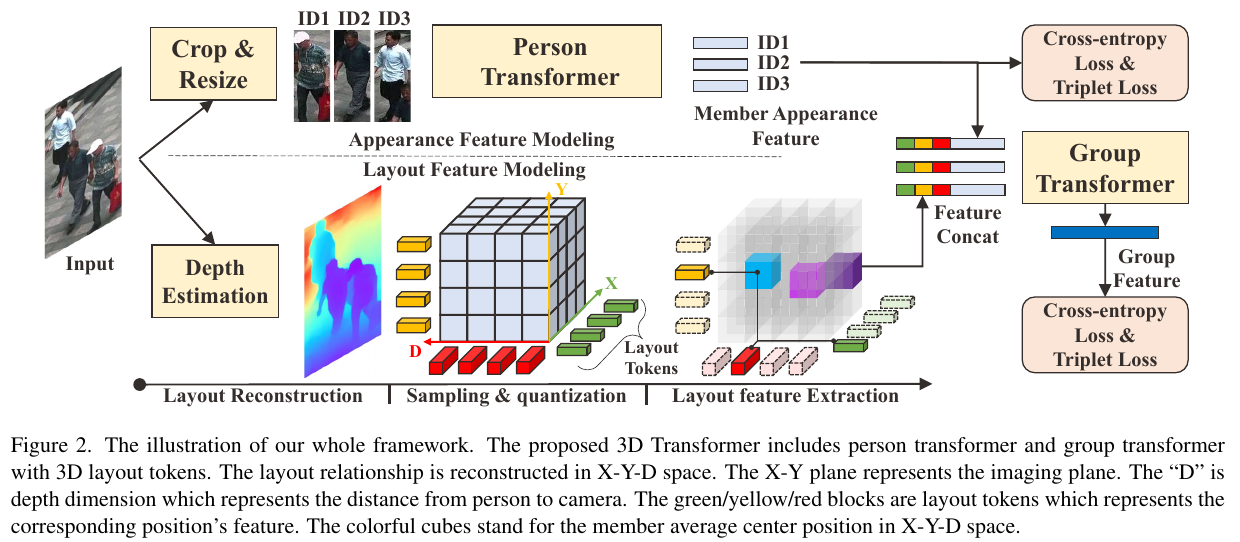 ID1 ID2 ID3
Crop &
Resize
Person
Transformer
ID1
ID2
ID3
Member Appearance
Feature
Cross-entropy
Loss &
Triplet Loss
Appearance Feature Modeling
Layout Feature Modeling
Input
Depth
Estimation
Y
X
D
Layout
Tokens
Feature
Concat
Group
Transformer
Group
Feature
Cross-entropy
Loss &
Triplet Loss
Layout Reconstruction
Sampling & quantization
Layout feature Extraction
Figure 2. The illustration of our whole framework. The proposed 3D Transformer includes person transformer and group transformer
with 3D layout tokens. The layout relationship is reconstructed in X-Y-D space. The X-Y plane represents the imaging plane. The “D” is
depth dimension which represents the distance from person to camera. The green/yellow/red blocks are layout tokens which represents the
corresponding position’s feature. The colorful cubes stand for the member average center position in X-Y-D space.